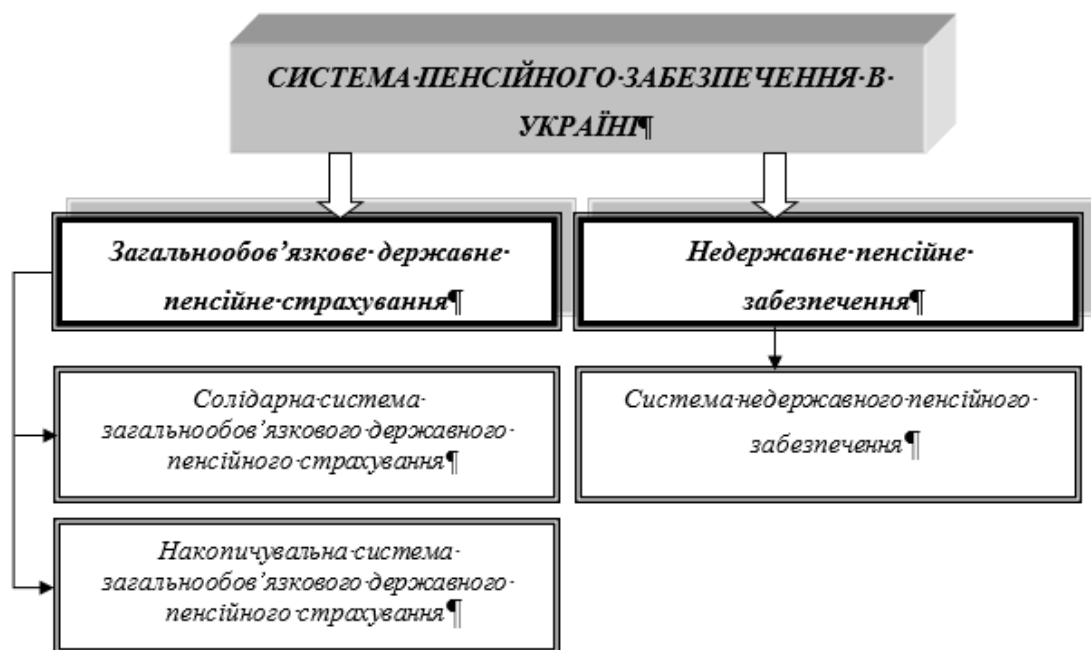 СИСТЕМА·ПЕНСІЙНОГО·ЗАБЕЗПЕЧЕННЯ·В·
УКРАЇНІ¶
Загальнообов’язкове·державне·
пенсійне·страхування¶
Недержавне·пенсійне·
забезпечення¶
Солідарна·система·
загальнообов’язкового·державного·
пенсійного·страхування¶
Система·недержавного·пенсійного·
забезпечення¶
Накопичувальна·система·
загальнообов’язкового·державного·
пенсійного·страхування¶